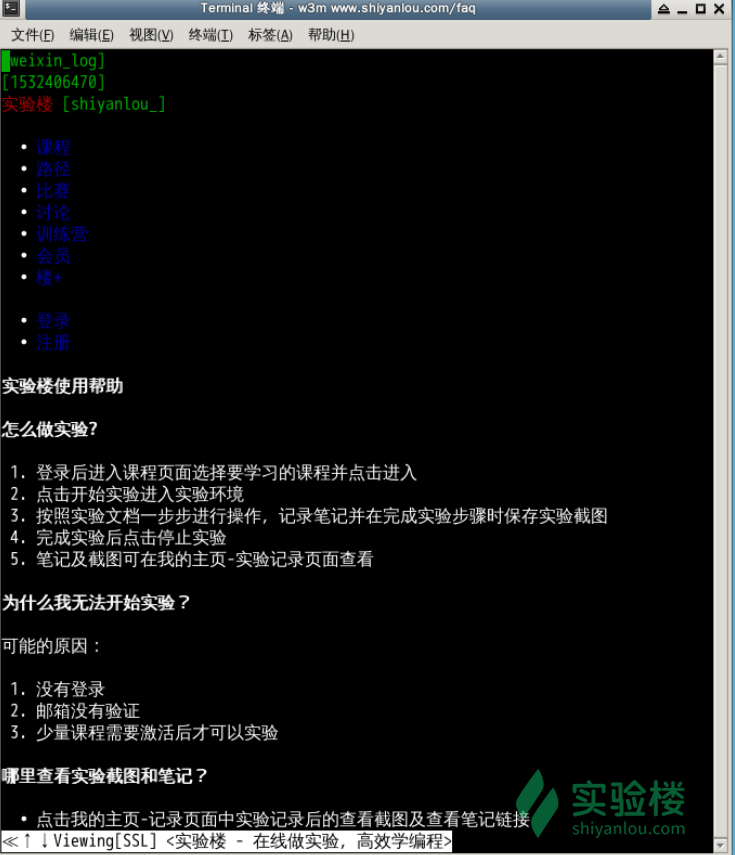 Terminal 终端 - w3m www.shiyanlou.com/faq
文件(F) 编辑(E) 视图(V) 终端(T) 标签(A) 帮助(H)
weixin_log]
[1532406470]
实验楼 [shiyanlou_]
• 课程
• 路径
• 比赛
• 讨论
• 训练营
• 会员
• 楼+
• 登录
• 注册
实验楼使用帮助
怎么做实验?
1. 登录后进入课程页面选择要学习的课程并点击进入
2. 点击开始实验进入实验环境
3. 按照实验文档一步步进行操作, 记录笔记并在完成实验步骤时保存实验截图
4. 完成实验后点击停止实验
5. 笔记及截图可在我的主页-实验记录页面查看
为什么我无法开始实验？
可能的原因：
1. 没有登录
2. 邮箱没有验证
3. 少量课程需要激活后才可以实验
哪里查看实验截图和笔记？
• 点击我的主页-记录页面中实验记录后的查看截图及查看笔记链接
≪↑↓Viewing[SSL] <实验楼 - 在线做实验, 高效学编程>
实验楼
shiyanlou.com